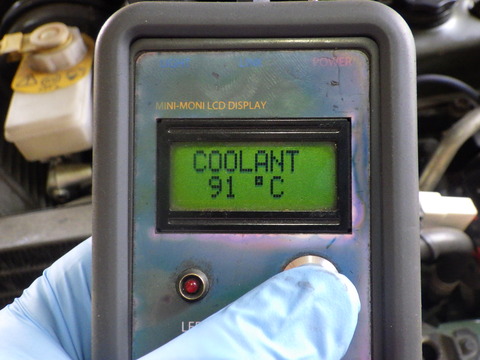 POWER
MINI-MONI LCD DISPLAY
COOLANT
91 °C